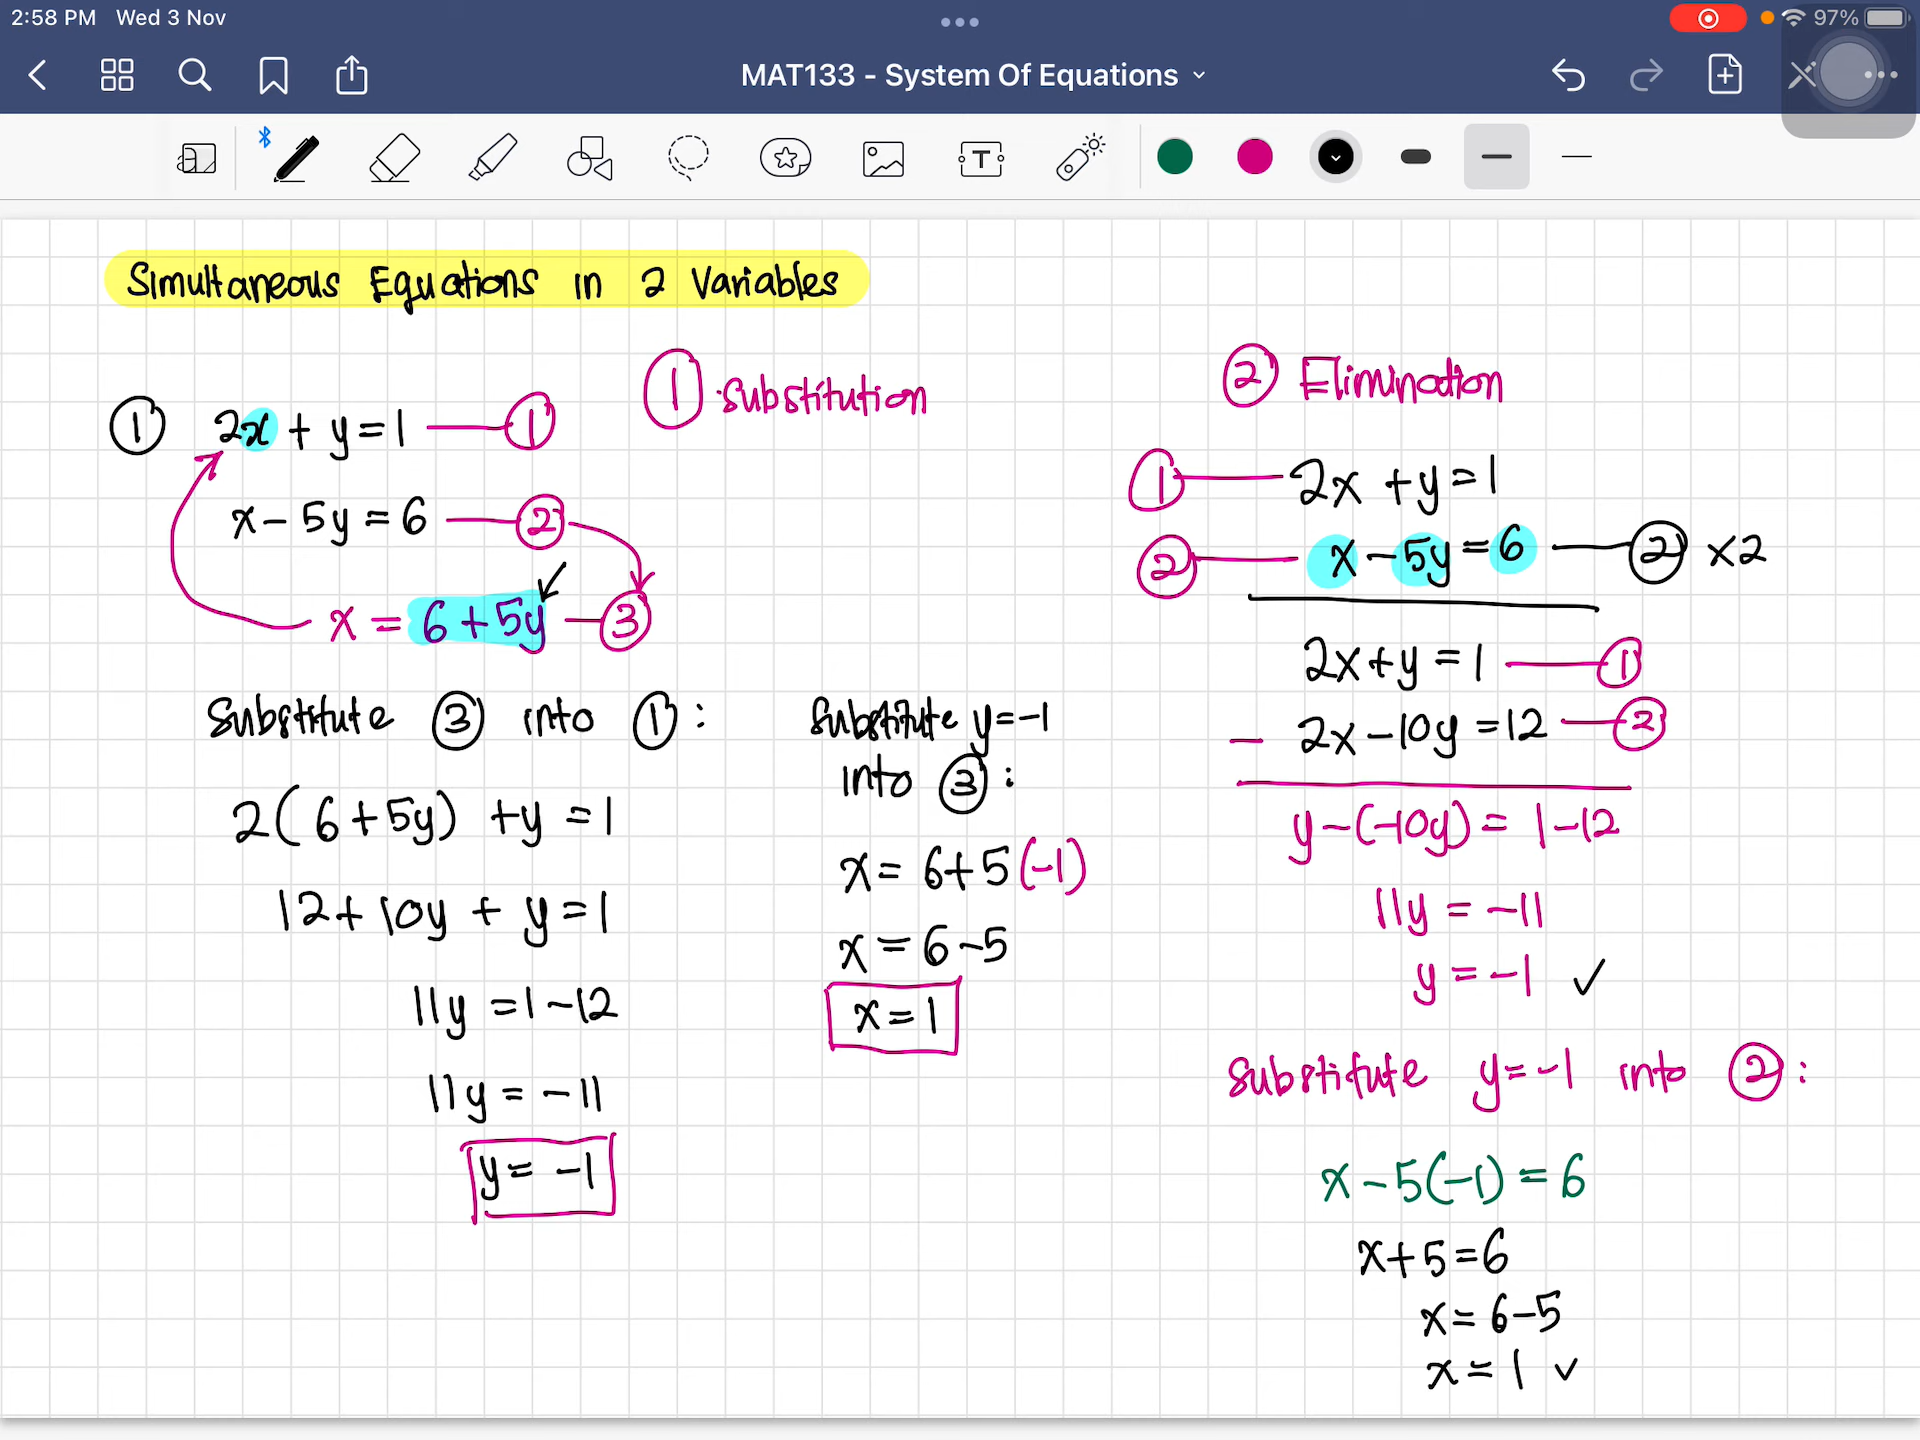 2:58 PM Wed 3 Nov
97%
MAT133 - System Of Equations
Simultaneous Equations in 2 Variables
① Substitution
① 2x + y = 1 — ①
x - 5y = 6 — ②
x = 6 + 5y — ③
Substitute ③ into ① :
2(6+5y) + y = 1
12 + 10y + y = 1
11y = 1 - 12
11y = -11
y = -1
Substitute y = -1
into ③ :
x = 6 + 5(-1)
x = 6 - 5
x = 1
② Elimination
① — 2x + y = 1
② — x - 5y = 6 — ② ×2
2x + y = 1 — ①
- 2x - 10y = 12 — ②
y - (-10y) = 1 - 12
11y = -11
y = -1 ✓
Substitute y = -1 into ② :
x - 5(-1) = 6
x + 5 = 6
x = 6 - 5
x = 1 ✓